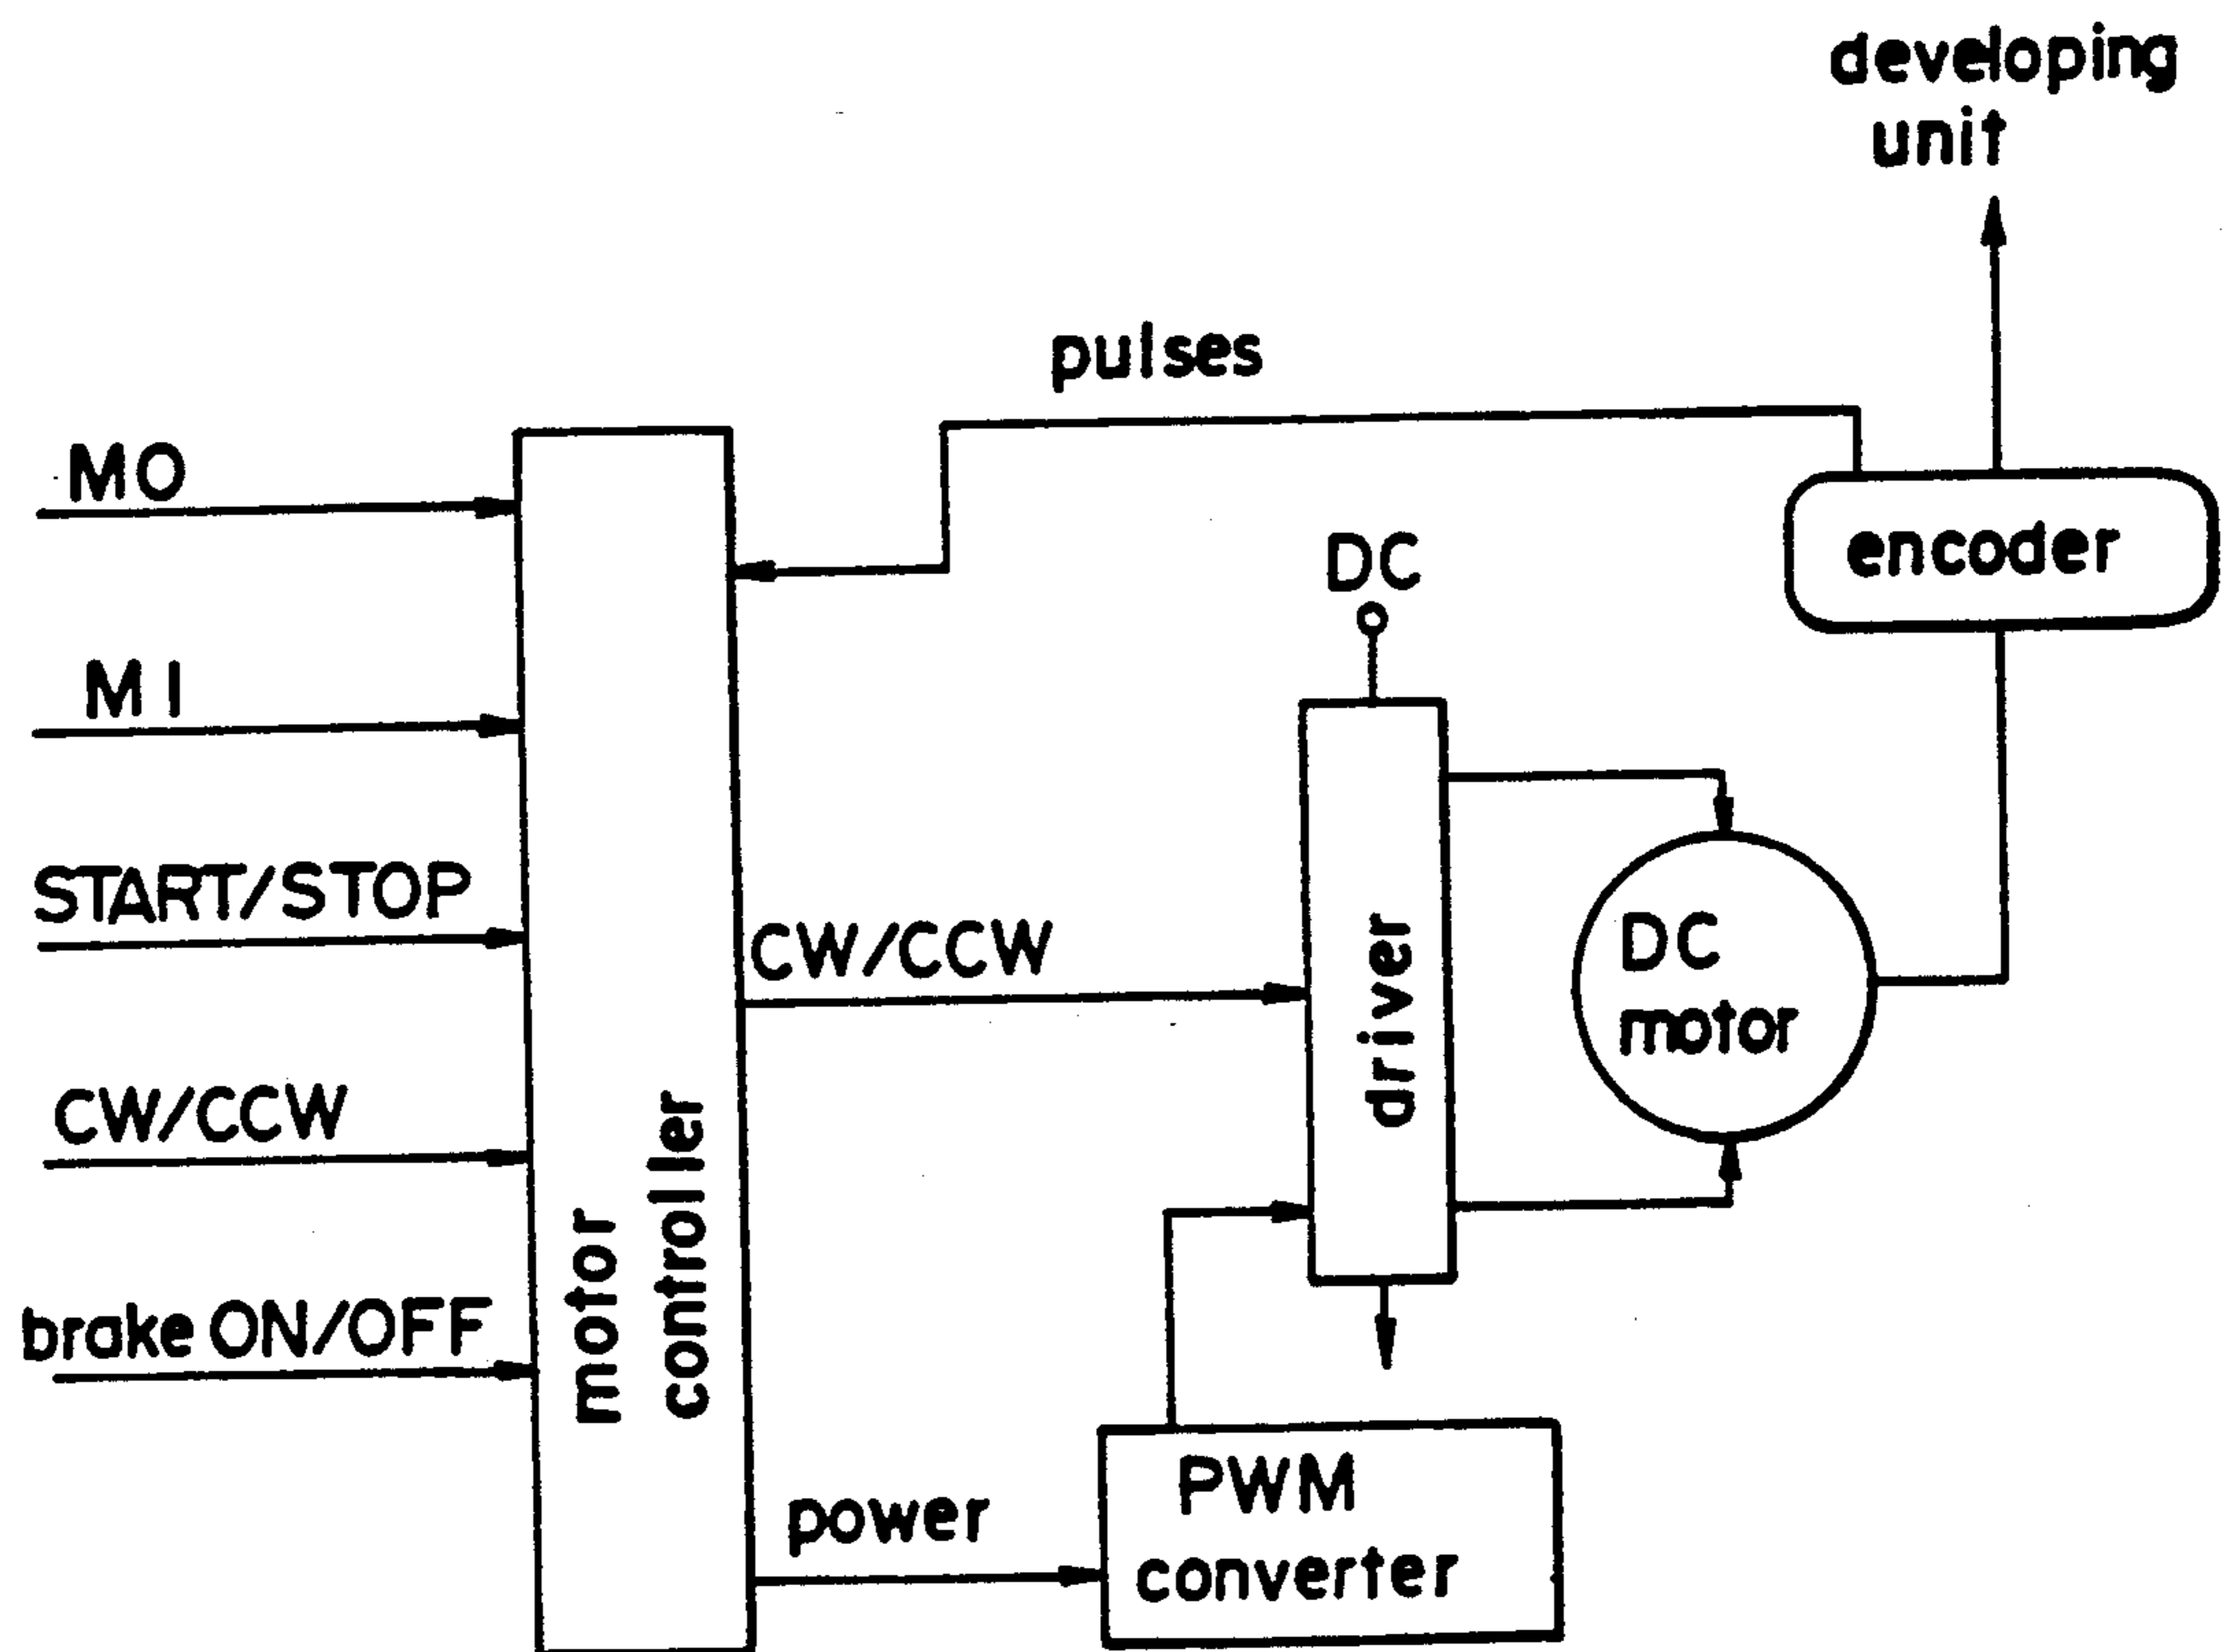 developing
unit
pulses
MO
DC
encoder
MI
START/STOP
CW/CCW
DC
motor
driver
CW/CCW
motor
controller
brake ON/OFF
power
PWM
converter